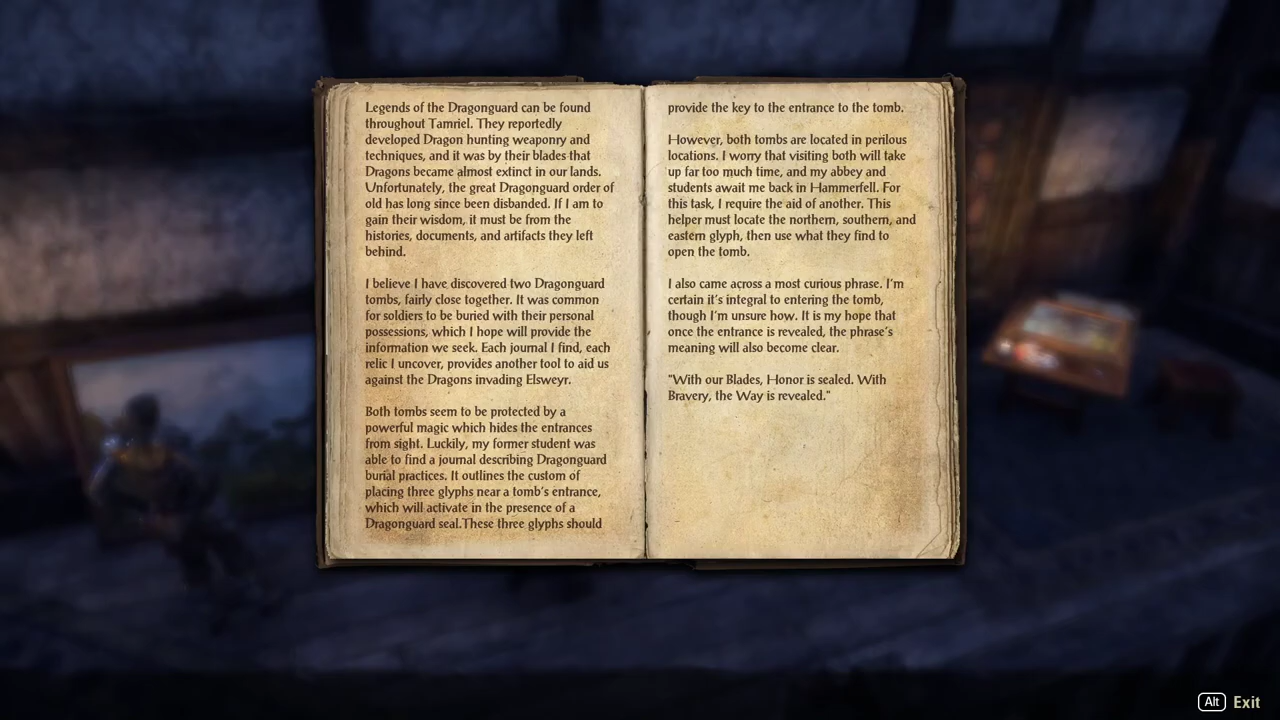 Legends of the Dragonguard can be found
throughout Tamriel. They reportedly
developed Dragon hunting weaponry and
techniques, and it was by their blades that
Dragons became almost extinct in our lands.
Unfortunately, the great Dragonguard order of
old has long since been disbanded. If I am to
gain their wisdom, it must be from the
histories, documents, and artifacts they left
behind.
I believe I have discovered two Dragonguard
tombs, fairly close together. It was common
for soldiers to be buried with their personal
possessions, which I hope will provide the
information we seek. Each journal I find, each
relic I uncover, provides another tool to aid us
against the Dragons invading Elsweyr.
Both tombs seem to be protected by a
powerful magic which hides the entrances
from sight. Luckily, my former student was
able to find a journal describing Dragonguard
burial practices. It outlines the custom of
placing three glyphs near a tomb's entrance,
which will activate in the presence of a
Dragonguard seal.These three glyphs should
provide the key to the entrance to the tomb.
However, both tombs are located in perilous
locations. I worry that visiting both will take
up far too much time, and my abbey and
students await me back in Hammerfell. For
this task, I require the aid of another. This
helper must locate the northern, southern, and
eastern glyph, then use what they find to
open the tomb.
I also came across a most curious phrase. I'm
certain it's integral to entering the tomb,
though I'm unsure how. It is my hope that
once the entrance is revealed, the phrase's
meaning will also become clear.
"With our Blades, Honor is sealed. With
Bravery, the Way is revealed."
Alt Exit